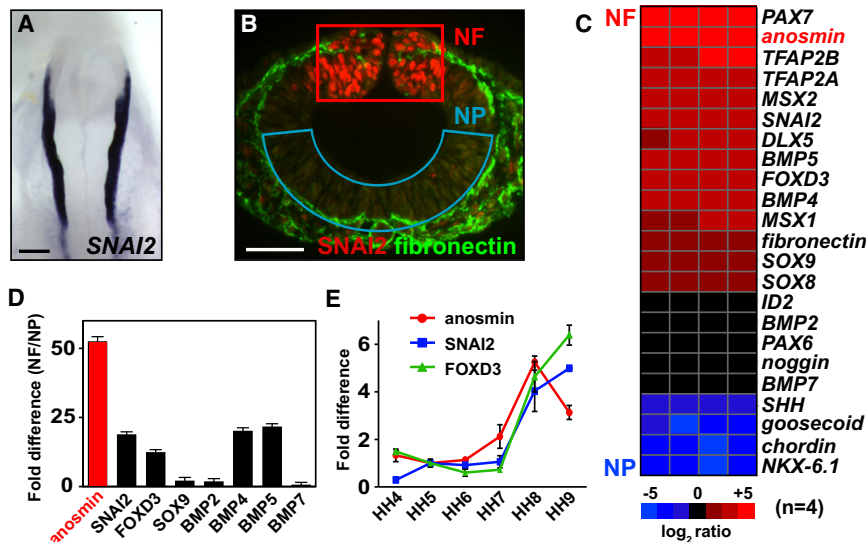 A
SNAI2
B
NF
NP
SNAI2 fibronectin
C
NF
PAX7
anosmin
TFAP2B
TFAP2A
MSX2
SNAI2
DLX5
BMP5
FOXD3
BMP4
MSX1
fibronectin
SOX9
SOX8
ID2
BMP2
PAX6
noggin
BMP7
SHH
goosecoid
chordin
NP
NKX-6.1
-5 0 +5
(n=4)
log2 ratio
D
Fold difference (NF/NP)
50
25
0
anosmin
SNAI2
FOXD3
SOX9
BMP2
BMP4
BMP5
BMP7
E
Fold difference
6
4
2
0
anosmin
SNAI2
FOXD3
HH4
HH5
HH6
HH7
HH8
HH9